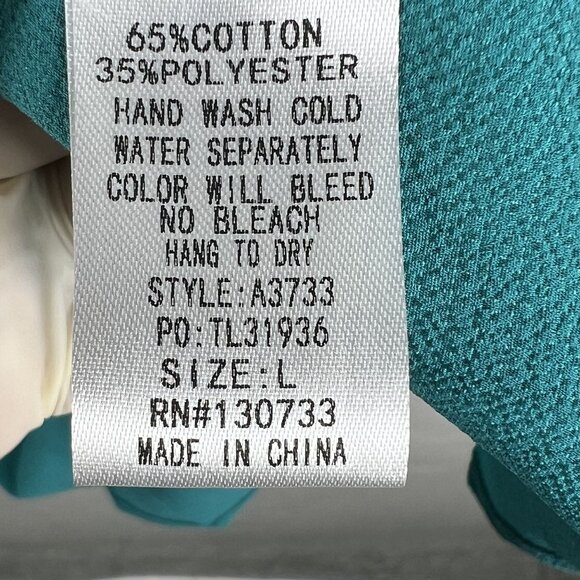 65%COTTON
35%POLYESTER
HAND WASH COLD
WATER SEPARATELY
COLOR WILL BLEED
NO BLEACH
HANG TO DRY
STYLE:A3733
PO:TL31936
SIZE:L
RN#130733
MADE IN CHINA